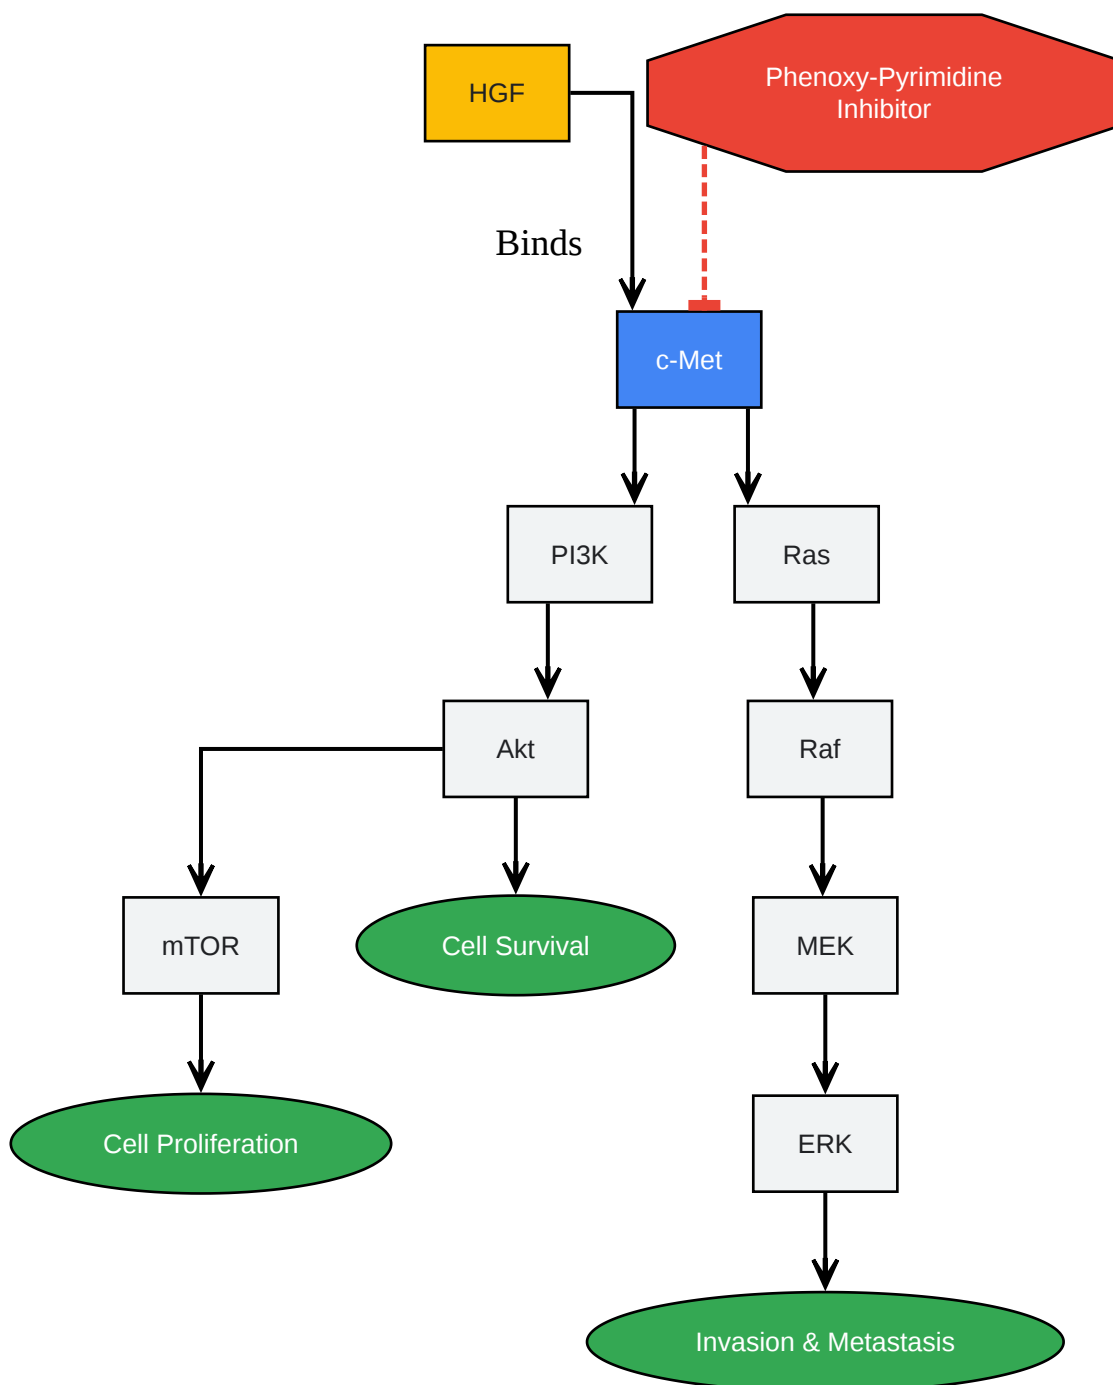 HGF
Phenoxy-Pyrimidine
Inhibitor
Binds
c-Met
PI3K
Ras
Akt
Raf
mTOR
Cell Survival
MEK
Cell Proliferation
ERK
Invasion & Metastasis